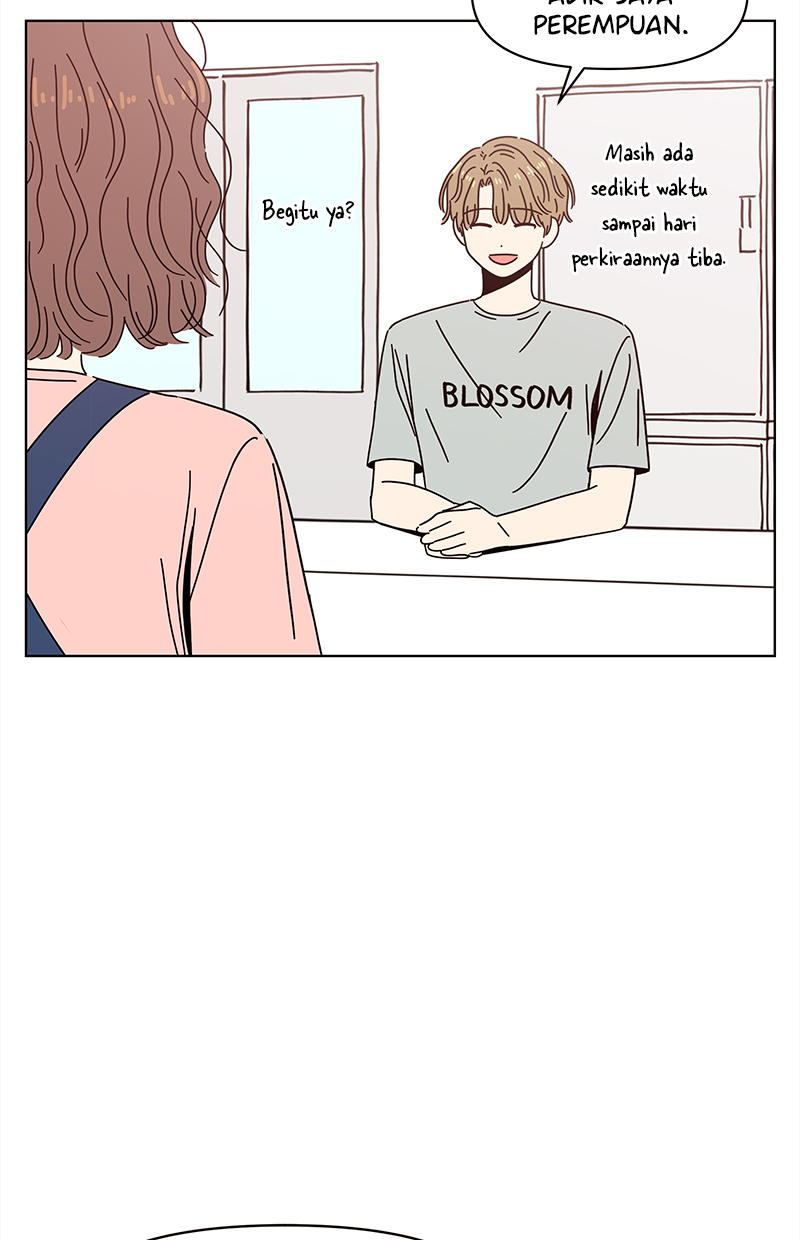 PEREMPUAN.
Begitu ya?
Masih ada
sedikit waktu
sampai hari
perkiraannya tiba.
BLOSSOM